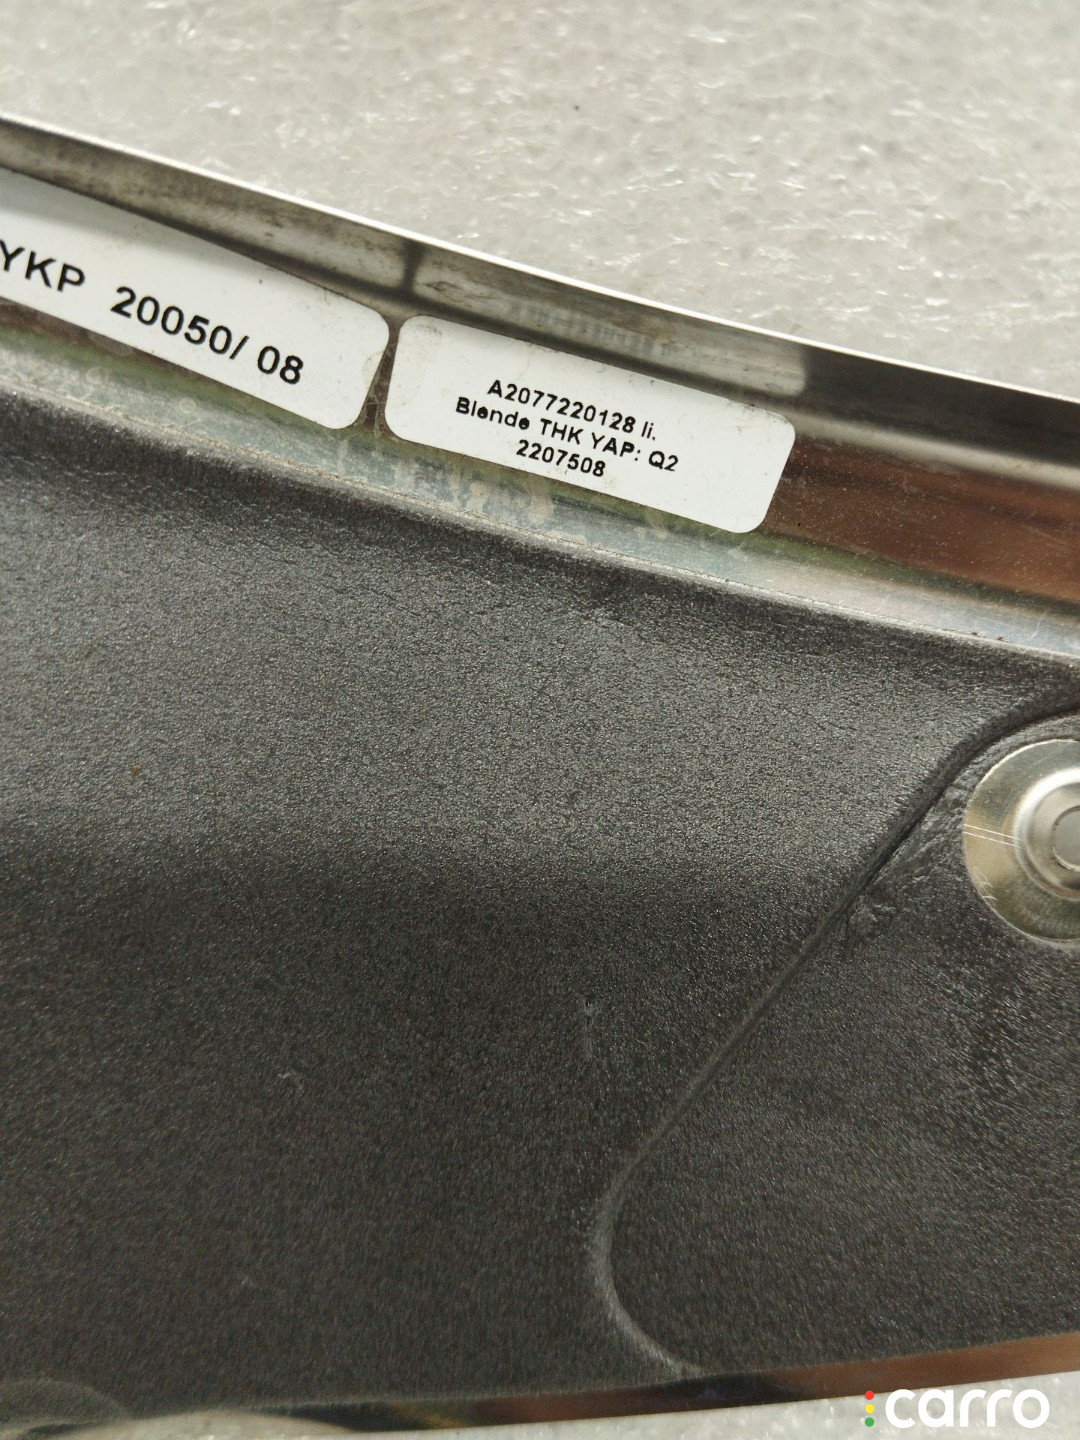 YKP 20050/ 08
A2077220128 li.
Blende THK YAP: Q2
2207508
carro